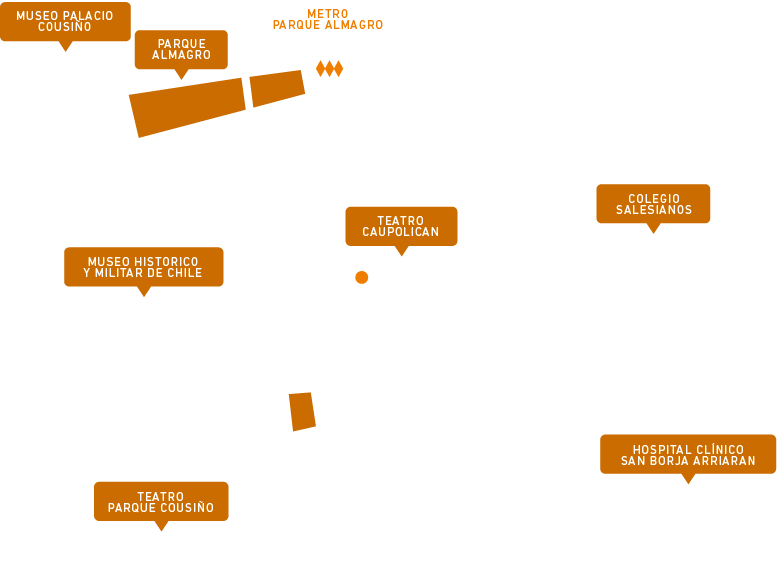 MUSEO PALACIO
COUSIÑO
PARQUE
ALMAGRO
METRO
PARQUE ALMAGRO
COLEGIO
SALESIANOS
TEATRO
CAUPOLICAN
MUSEO HISTORICO
Y MILITAR DE CHILE
HOSPITAL CLÍNICO
SAN BORJA ARRIARAN
TEATRO
PARQUE COUSIÑO